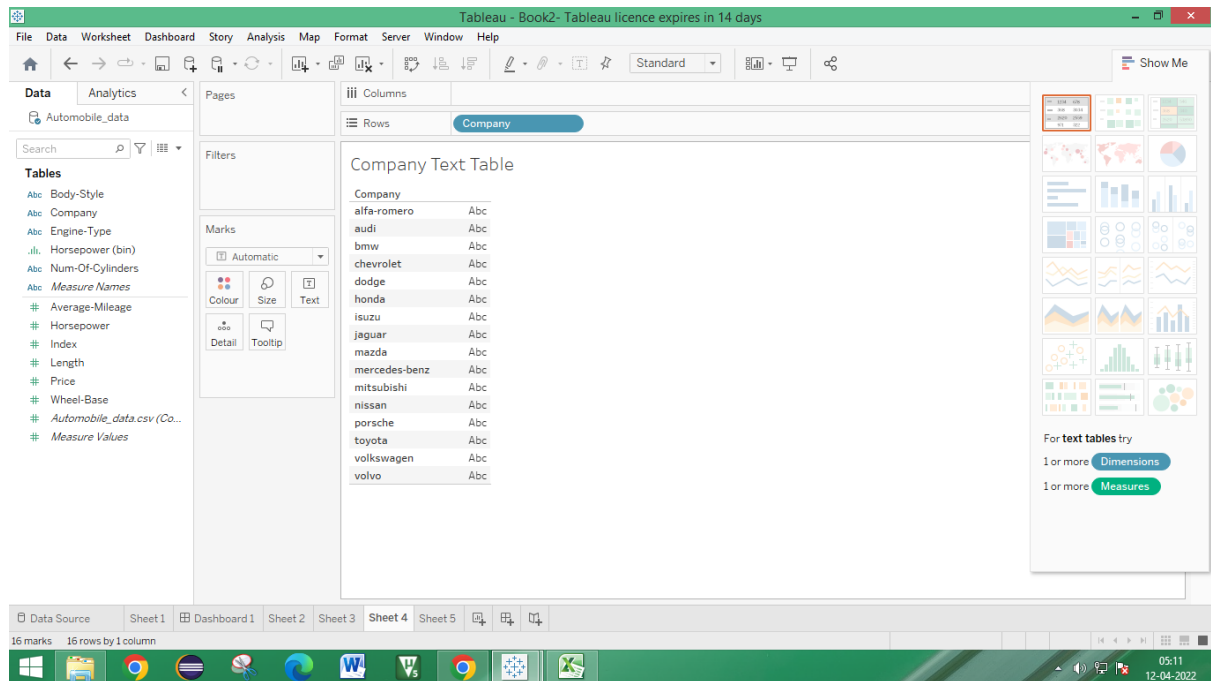 Tableau - Book2- Tableau licence expires in 14 days
File Data Worksheet Dashboard Story Analysis Map Format Server Window Help
Standard
Show Me
Data Analytics
Automobile_data
Search
Tables
Abc Body-Style
Abc Company
Abc Engine-Type
Horsepower (bin)
Abc Num-Of-Cylinders
Abc Measure Names
# Average-Mileage
# Horsepower
# Index
# Length
# Price
# Wheel-Base
# Automobile_data.csv (Co...
# Measure Values
Pages
Filters
Marks
Automatic
Colour Size Text
Detail Tooltip
Columns
Rows Company
Company Text Table
Company
alfa-romero Abc
audi Abc
bmw Abc
chevrolet Abc
dodge Abc
honda Abc
isuzu Abc
jaguar Abc
mazda Abc
mercedes-benz Abc
mitsubishi Abc
nissan Abc
porsche Abc
toyota Abc
volkswagen Abc
volvo Abc
For text tables try
1 or more Dimensions
1 or more Measures
Data Source Sheet 1 Dashboard 1 Sheet 2 Sheet 3 Sheet 4 Sheet 5
16 marks 16 rows by 1 column
05:11
12-04-2022